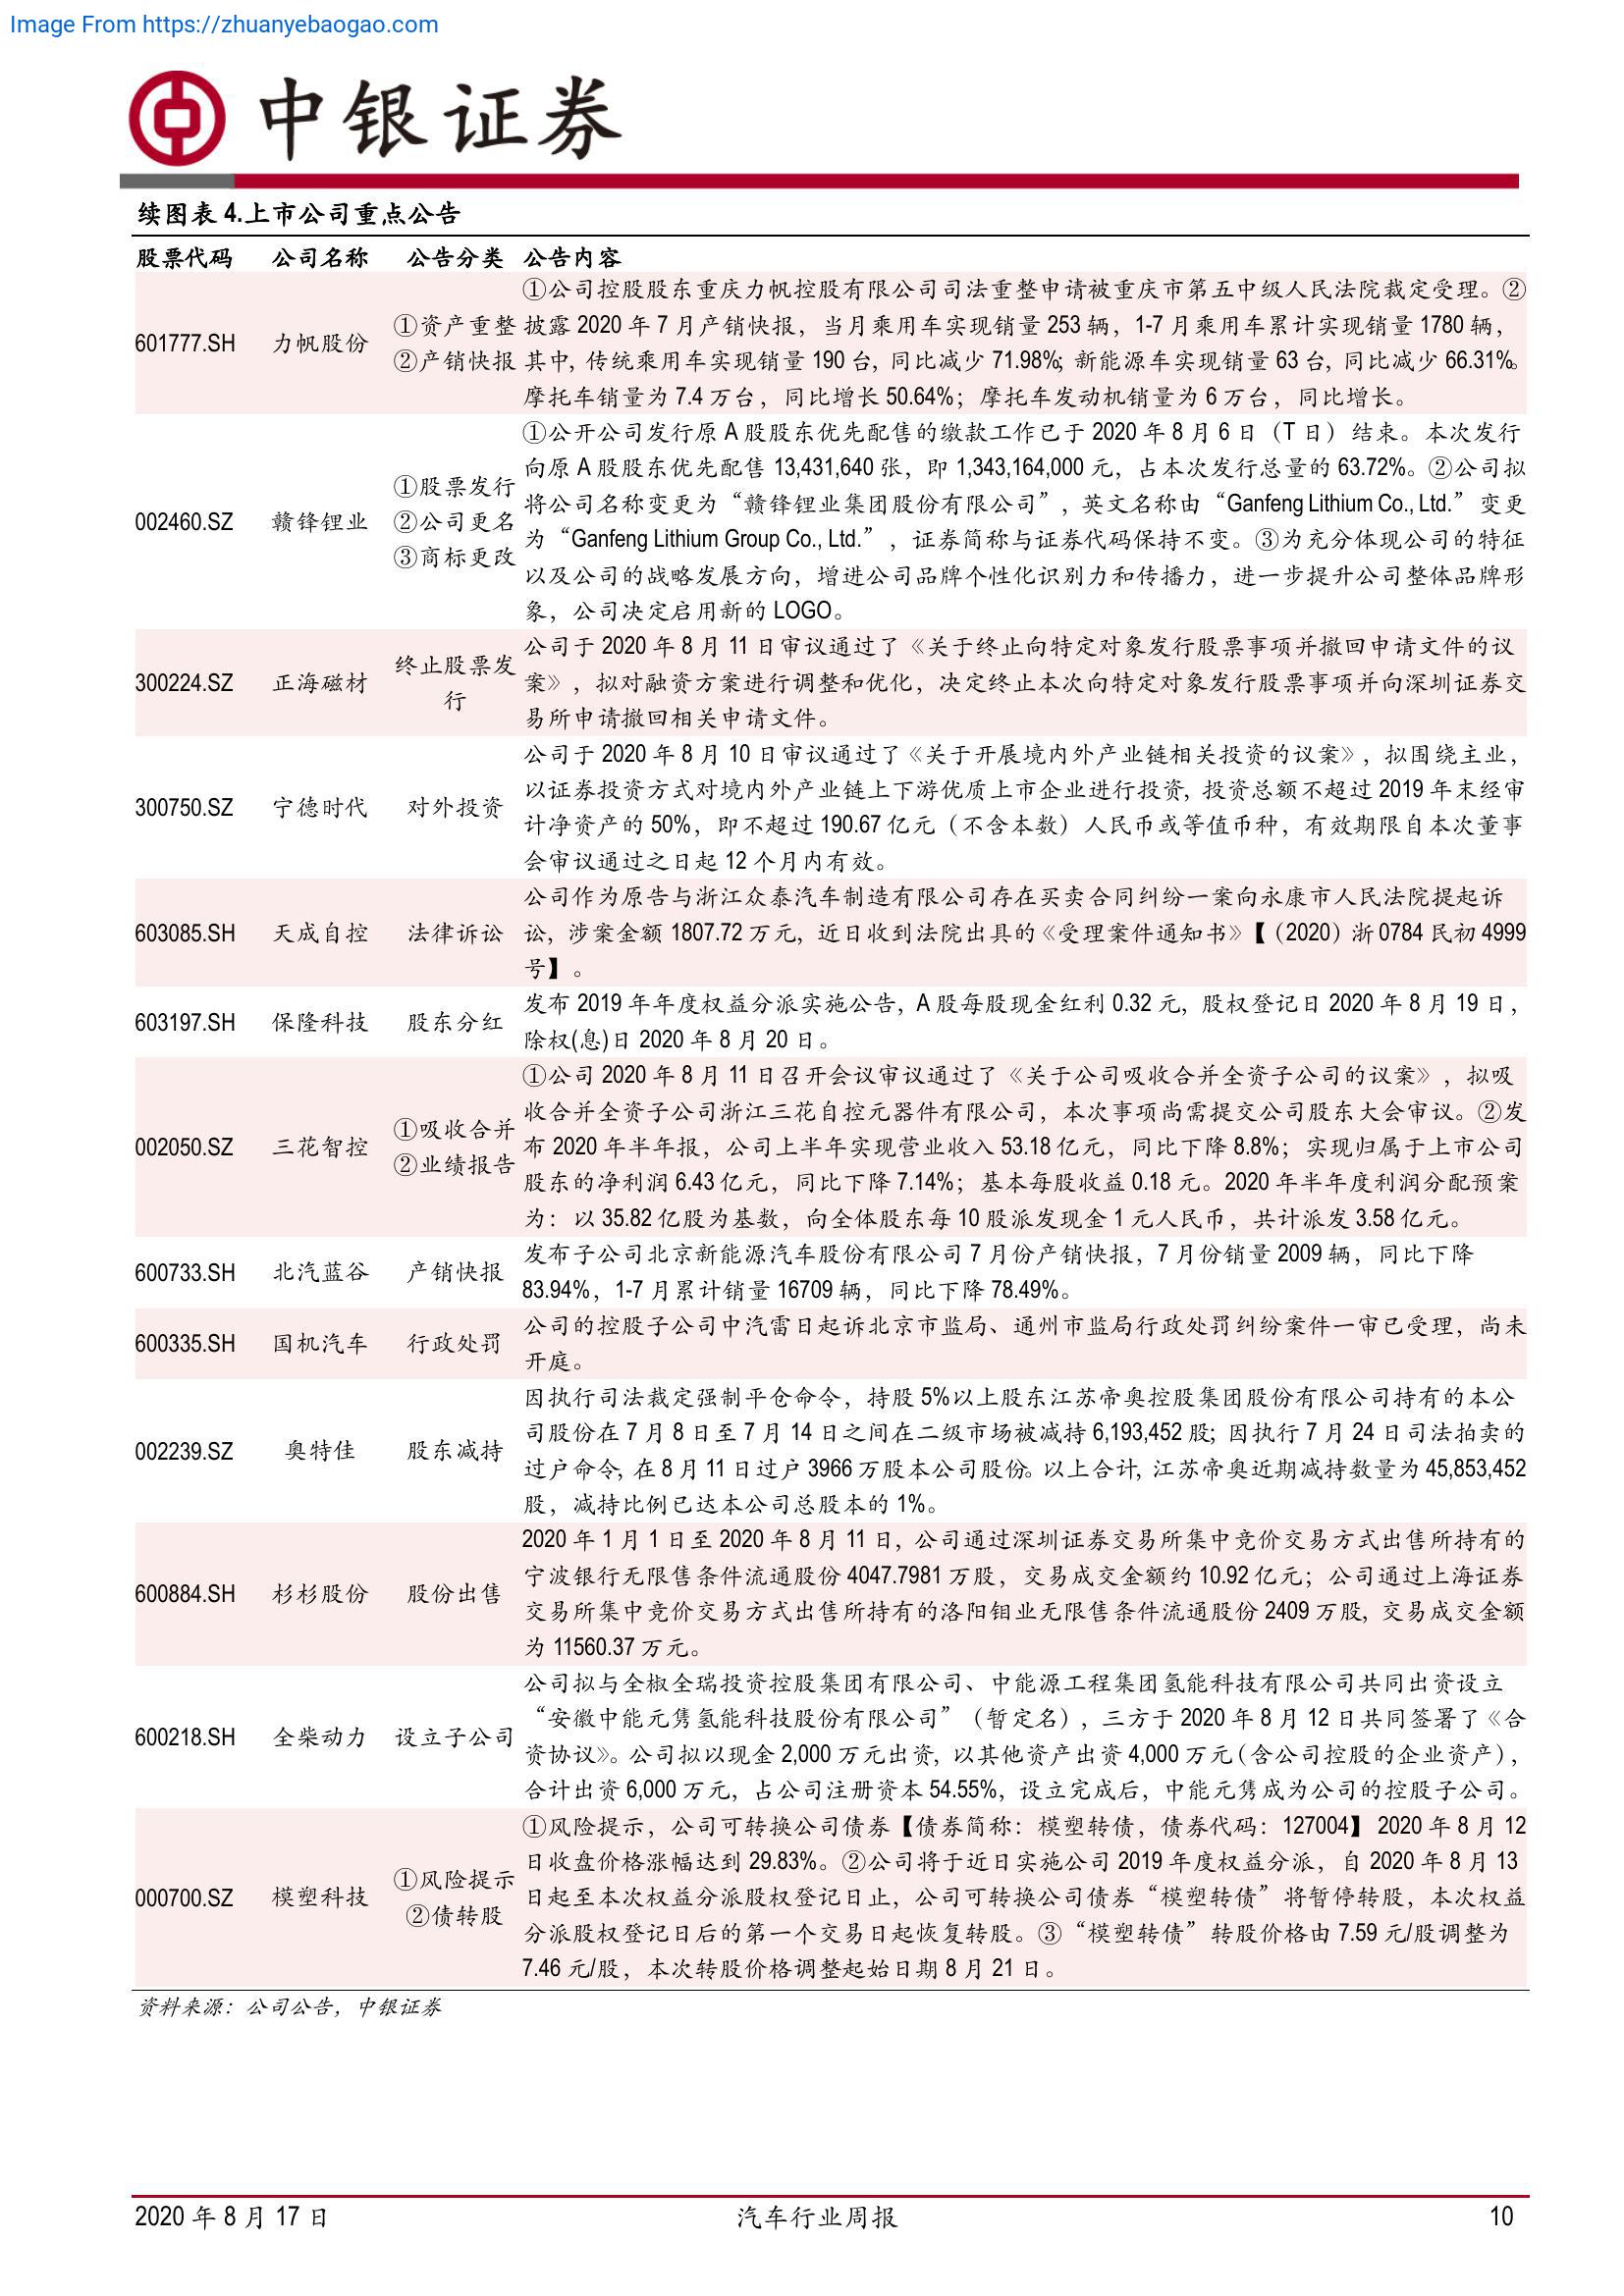 Image From https://zhuanyebaogao.com
中银证券
续图表 4.上市公司重点公告
股票代码 公司名称 公告分类 公告内容
601777.SH 力帆股份 ①资产重整
②产销快报
①公司控股股东重庆力帆控股有限公司司法重整申请被重庆市第五中级人民法院裁定受理。②
披露 2020 年 7 月产销快报，当月乘用车实现销量 253 辆，1-7 月乘用车累计实现销量 1780 辆，
其中，传统乘用车实现销量 190 台，同比减少 71.98%；新能源车实现销量 63 台，同比减少 66.31%。
摩托车销量为 7.4 万台，同比增长 50.64%；摩托车发动机销量为 6 万台，同比增长。
002460.SZ 赣锋锂业 ①股票发行
②公司更名
③商标更改
①公开公司发行原 A 股股东优先配售的缴款工作已于 2020 年 8 月 6 日（T 日）结束。本次发行
向原 A 股股东优先配售 13,431,640 张，即 1,343,164,000 元，占本次发行总量的 63.72%。②公司拟
将公司名称变更为“赣锋锂业集团股份有限公司”，英文名称由“Ganfeng Lithium Co., Ltd.”变更
为“Ganfeng Lithium Group Co., Ltd.”，证券简称与证券代码保持不变。③为充分体现公司的特征
以及公司的战略发展方向，增进公司品牌个性化识别力和传播力，进一步提升公司整体品牌形
象，公司决定启用新的 LOGO。
300224.SZ 正海磁材 终止股票发
行
公司于 2020 年 8 月 11 日审议通过了《关于终止向特定对象发行股票事项并撤回申请文件的议
案》，拟对融资方案进行调整和优化，决定终止本次向特定对象发行股票事项并向深圳证券交
易所申请撤回相关申请文件。
300750.SZ 宁德时代 对外投资
公司于 2020 年 8 月 10 日审议通过了《关于开展境内外产业链相关投资的议案》，拟围绕主业，
以证券投资方式对境内外产业链上下游优质上市企业进行投资，投资总额不超过 2019 年末经审
计净资产的 50%，即不超过 190.67 亿元（不含本数）人民币或等值币种，有效期限自本次董事
会审议通过之日起 12 个月内有效。
603085.SH 天成自控 法律诉讼
公司作为原告与浙江众泰汽车制造有限公司存在买卖合同纠纷一案向永康市人民法院提起诉
讼，涉案金额 1807.72 万元，近日收到法院出具的《受理案件通知书》【（2020）浙 0784 民初 4999
号】。
603197.SH 保隆科技 股东分红
发布 2019 年年度权益分派实施公告，A 股每股现金红利 0.32 元，股权登记日 2020 年 8 月 19 日，
除权(息)日 2020 年 8 月 20 日。
002050.SZ 三花智控 ①吸收合并
②业绩报告
①公司 2020 年 8 月 11 日召开会议审议通过了《关于公司吸收合并全资子公司的议案》，拟吸
收合并全资子公司浙江三花自控元器件有限公司，本次事项尚需提交公司股东大会审议。②发
布 2020 年半年报，公司上半年实现营业收入 53.18 亿元，同比下降 8.8%；实现归属于上市公司
股东的净利润 6.43 亿元，同比下降 7.14%；基本每股收益 0.18 元。2020 年半年度利润分配预案
为：以 35.82 亿股为基数，向全体股东每 10 股派发现金 1 元人民币，共计派发 3.58 亿元。
600733.SH 北汽蓝谷 产销快报
发布子公司北京新能源汽车股份有限公司 7 月份产销快报，7 月份销量 2009 辆，同比下降
83.94%，1-7 月累计销量 16709 辆，同比下降 78.49%。
600335.SH 国机汽车 行政处罚
公司的控股子公司中汽雷日起诉北京市监局、通州市监局行政处罚纠纷案件一审已受理，尚未
开庭。
002239.SZ 奥特佳 股东减持
因执行司法裁定强制平仓命令，持股 5%以上股东江苏帝奥控股集团股份有限公司持有的本公
司股份在 7 月 8 日至 7 月 14 日之间在二级市场被减持 6,193,452 股；因执行 7 月 24 日司法拍卖的
过户命令，在 8 月 11 日过户 3966 万股本公司股份。以上合计，江苏帝奥近期减持数量为 45,853,452
股，减持比例已达本公司总股本的 1%。
600884.SH 杉杉股份 股份出售
2020 年 1 月 1 日至 2020 年 8 月 11 日，公司通过深圳证券交易所集中竞价交易方式出售所持有的
宁波银行无限售条件流通股份 4047.7981 万股，交易成交金额约 10.92 亿元；公司通过上海证券
交易所集中竞价交易方式出售所持有的洛阳钼业无限售条件流通股份 2409 万股，交易成交金额
为 11560.37 万元。
600218.SH 全柴动力 设立子公司
公司拟与全椒全瑞投资控股集团有限公司、中能源工程集团氢能科技有限公司共同出资设立
“安徽中能元隽氢能科技股份有限公司”（暂定名），三方于 2020 年 8 月 12 日共同签署了《合
资协议》。公司拟以现金 2,000 万元出资，以其他资产出资 4,000 万元（含公司控股的企业资产），
合计出资 6,000 万元，占公司注册资本 54.55%，设立完成后，中能元隽成为公司的控股子公司。
000700.SZ 模塑科技 ①风险提示
②债转股
①风险提示，公司可转换公司债券【债券简称：模塑转债，债券代码：127004】 2020 年 8 月 12
日收盘价格涨幅达到 29.83%。②公司将于近日实施公司 2019 年度权益分派，自 2020 年 8 月 13
日起至本次权益分派股权登记日止，公司可转换公司债券“模塑转债”将暂停转股，本次权益
分派股权登记日后的第一个交易日起恢复转股。③“模塑转债”转股价格由 7.59 元/股调整为
7.46 元/股，本次转股价格调整起始日期 8 月 21 日。
资料来源：公司公告，中银证券
2020 年 8 月 17 日 汽车行业周报 10